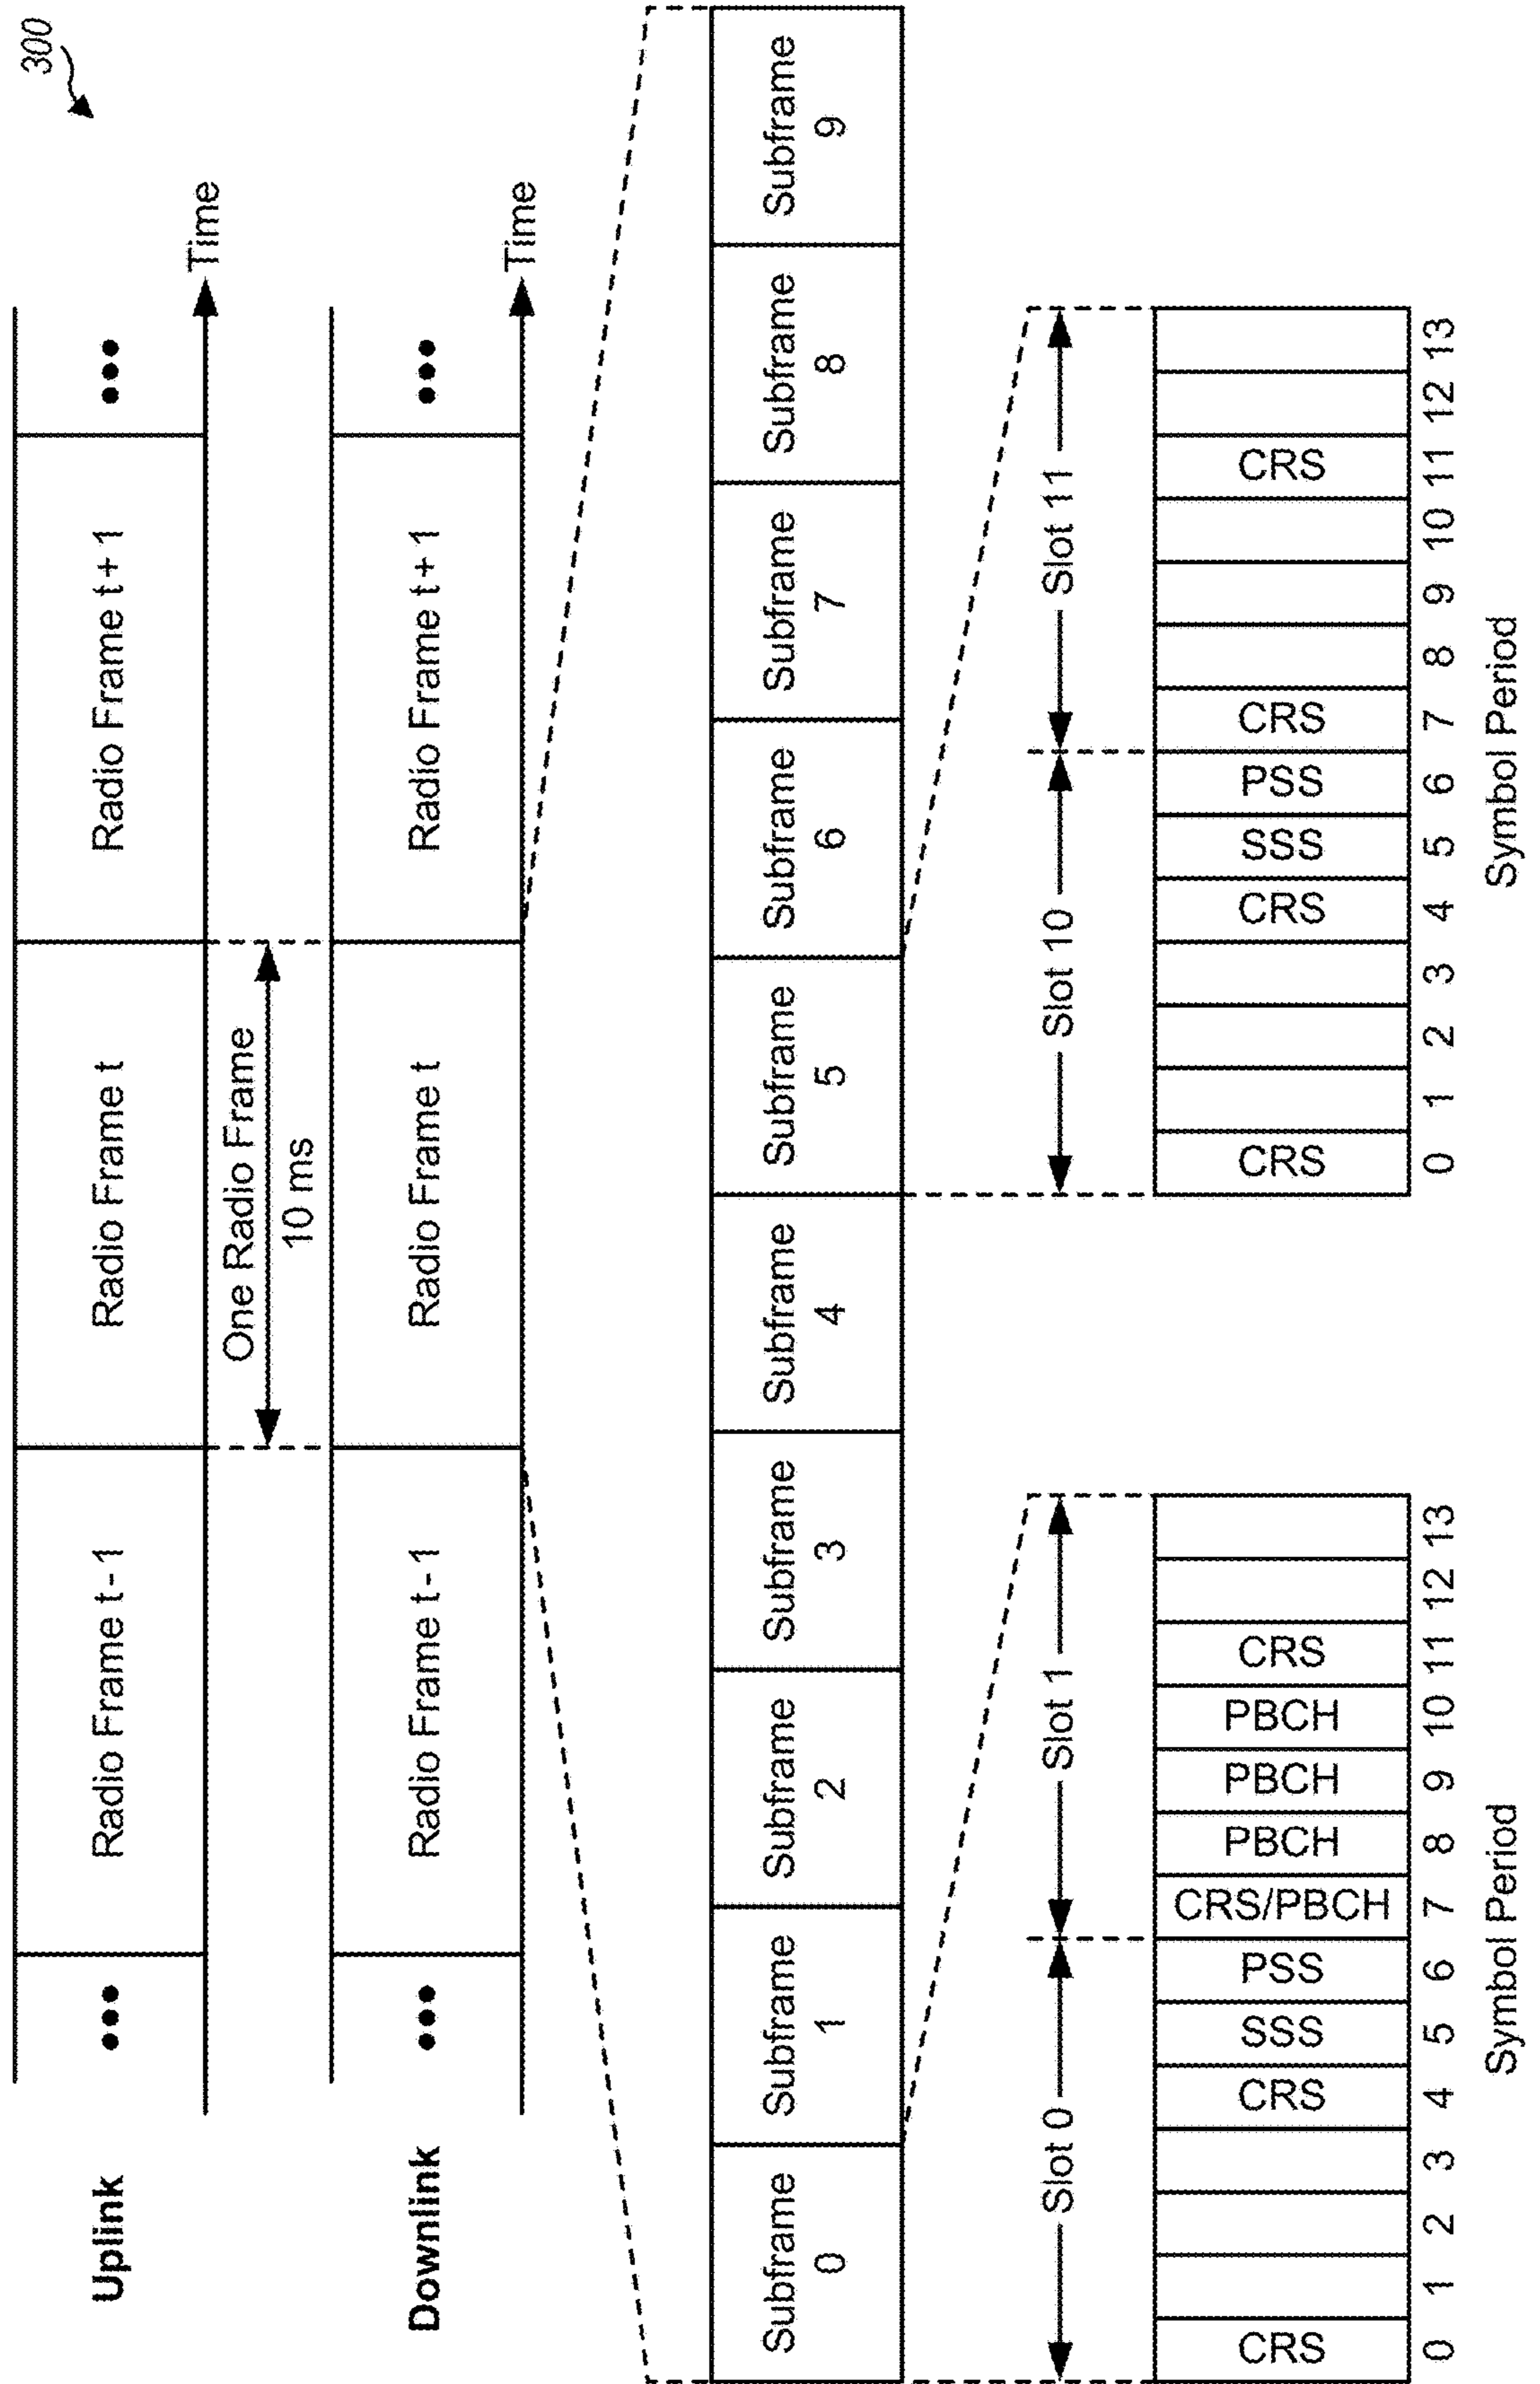 300
Uplink
•••
Radio Frame t-1
Radio Frame t
Radio Frame t+1
•••
Time
One Radio Frame
10 ms
Downlink
•••
Radio Frame t-1
Radio Frame t
Radio Frame t+1
•••
Time
Subframe
0
Subframe
1
Subframe
2
Subframe
3
Subframe
4
Subframe
5
Subframe
6
Subframe
7
Subframe
8
Subframe
9
Slot 0
Slot 1
Slot 10
Slot 11
CRS
CRS
SSS
PSS
CRS/PBCH
PBCH
PBCH
PBCH
CRS
0 1 2 3 4 5 6 7 8 9 10 11 12 13
Symbol Period
CRS
CRS
SSS
PSS
CRS
CRS
0 1 2 3 4 5 6 7 8 9 10 11 12 13
Symbol Period